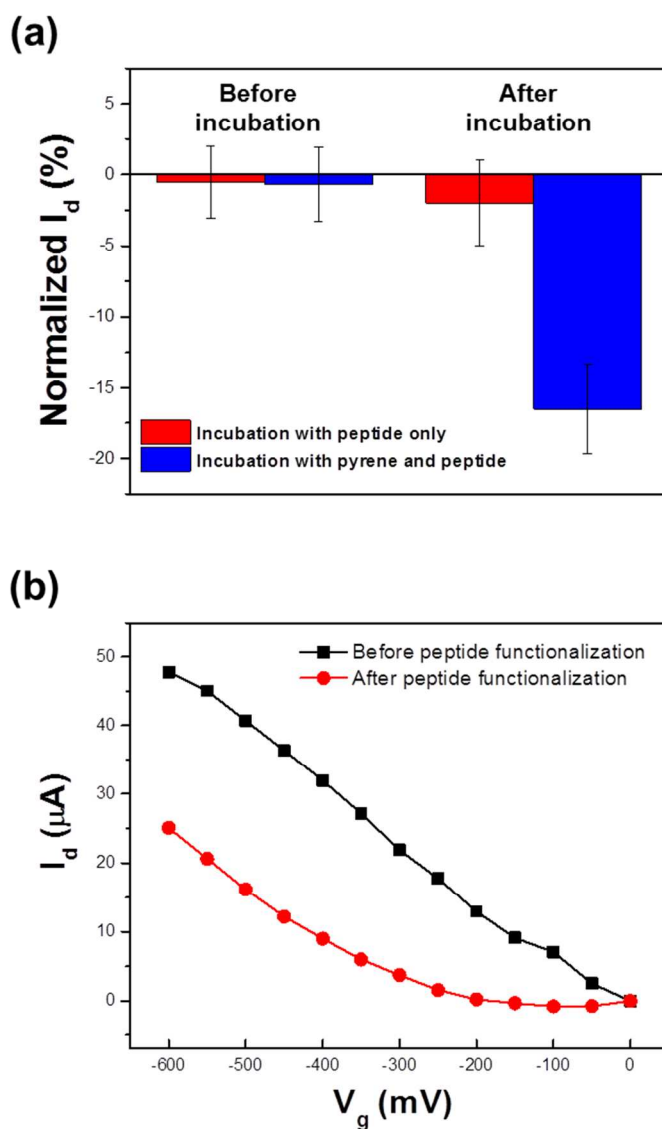 (a)
Before
incubation
After
incubation
5
0
-5
-10
-15
-20
Normalized I_d (%)
Incubation with peptide only
Incubation with pyrene and peptide
(b)
Before peptide functionalization
After peptide functionalization
50
40
30
20
10
0
I_d (μA)
-600 -500 -400 -300 -200 -100 0
V_g (mV)